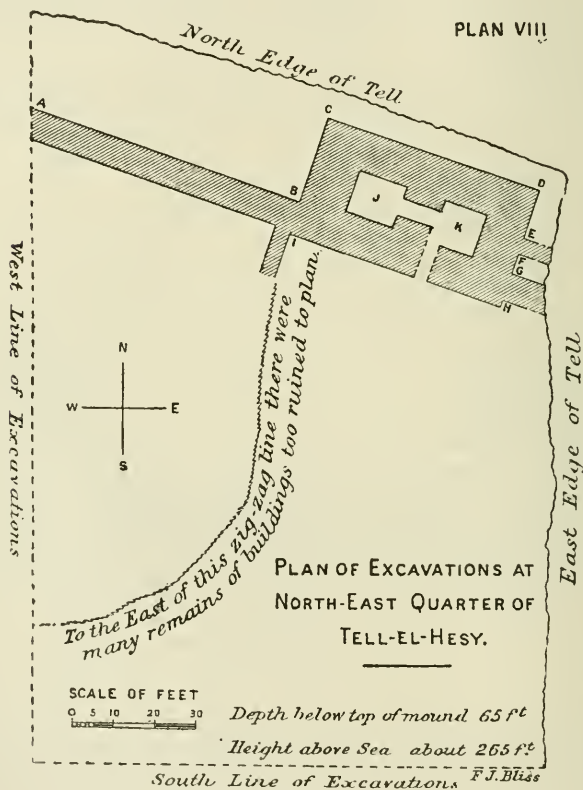 PLAN VIII
North Edge of Tell
A
C
B
D
J
K
E
F
G
I
H
West Line of Excavations
East Edge of Tell
N
W E
S
To the East of this zig-zag line there were
many remains of buildings too ruined to plan.
PLAN OF EXCAVATIONS AT
NORTH-EAST QUARTER OF
TELL-EL-HESY.
SCALE OF FEET
0 5 10 20 30
Depth below top of mound 65 ft
Height above Sea about 265 ft.
South Line of Excavations
F J. Bliss